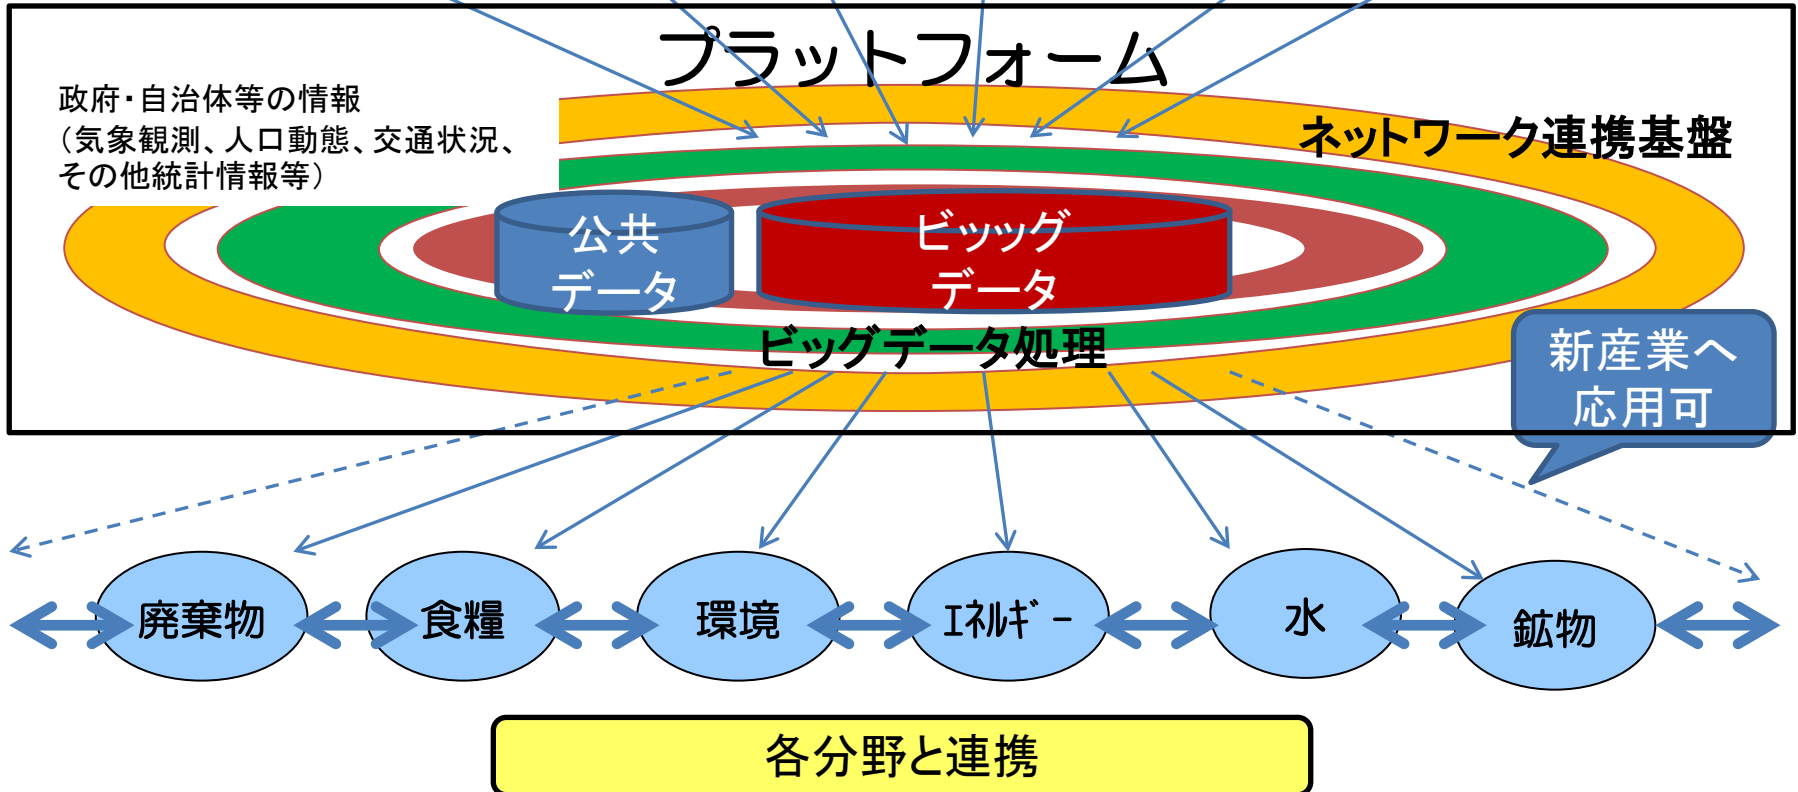 プラットフォーム
政府・自治体等の情報
（気象観測、人口動態、交通状況、
その他統計情報等）
ネットワーク連携基盤
公共
データ
ビッッグ
データ
ビッグデータ処理
新産業へ
応用可
廃棄物
食糧
環境
ｴﾈﾙｷﾞｰ
水
鉱物
各分野と連携